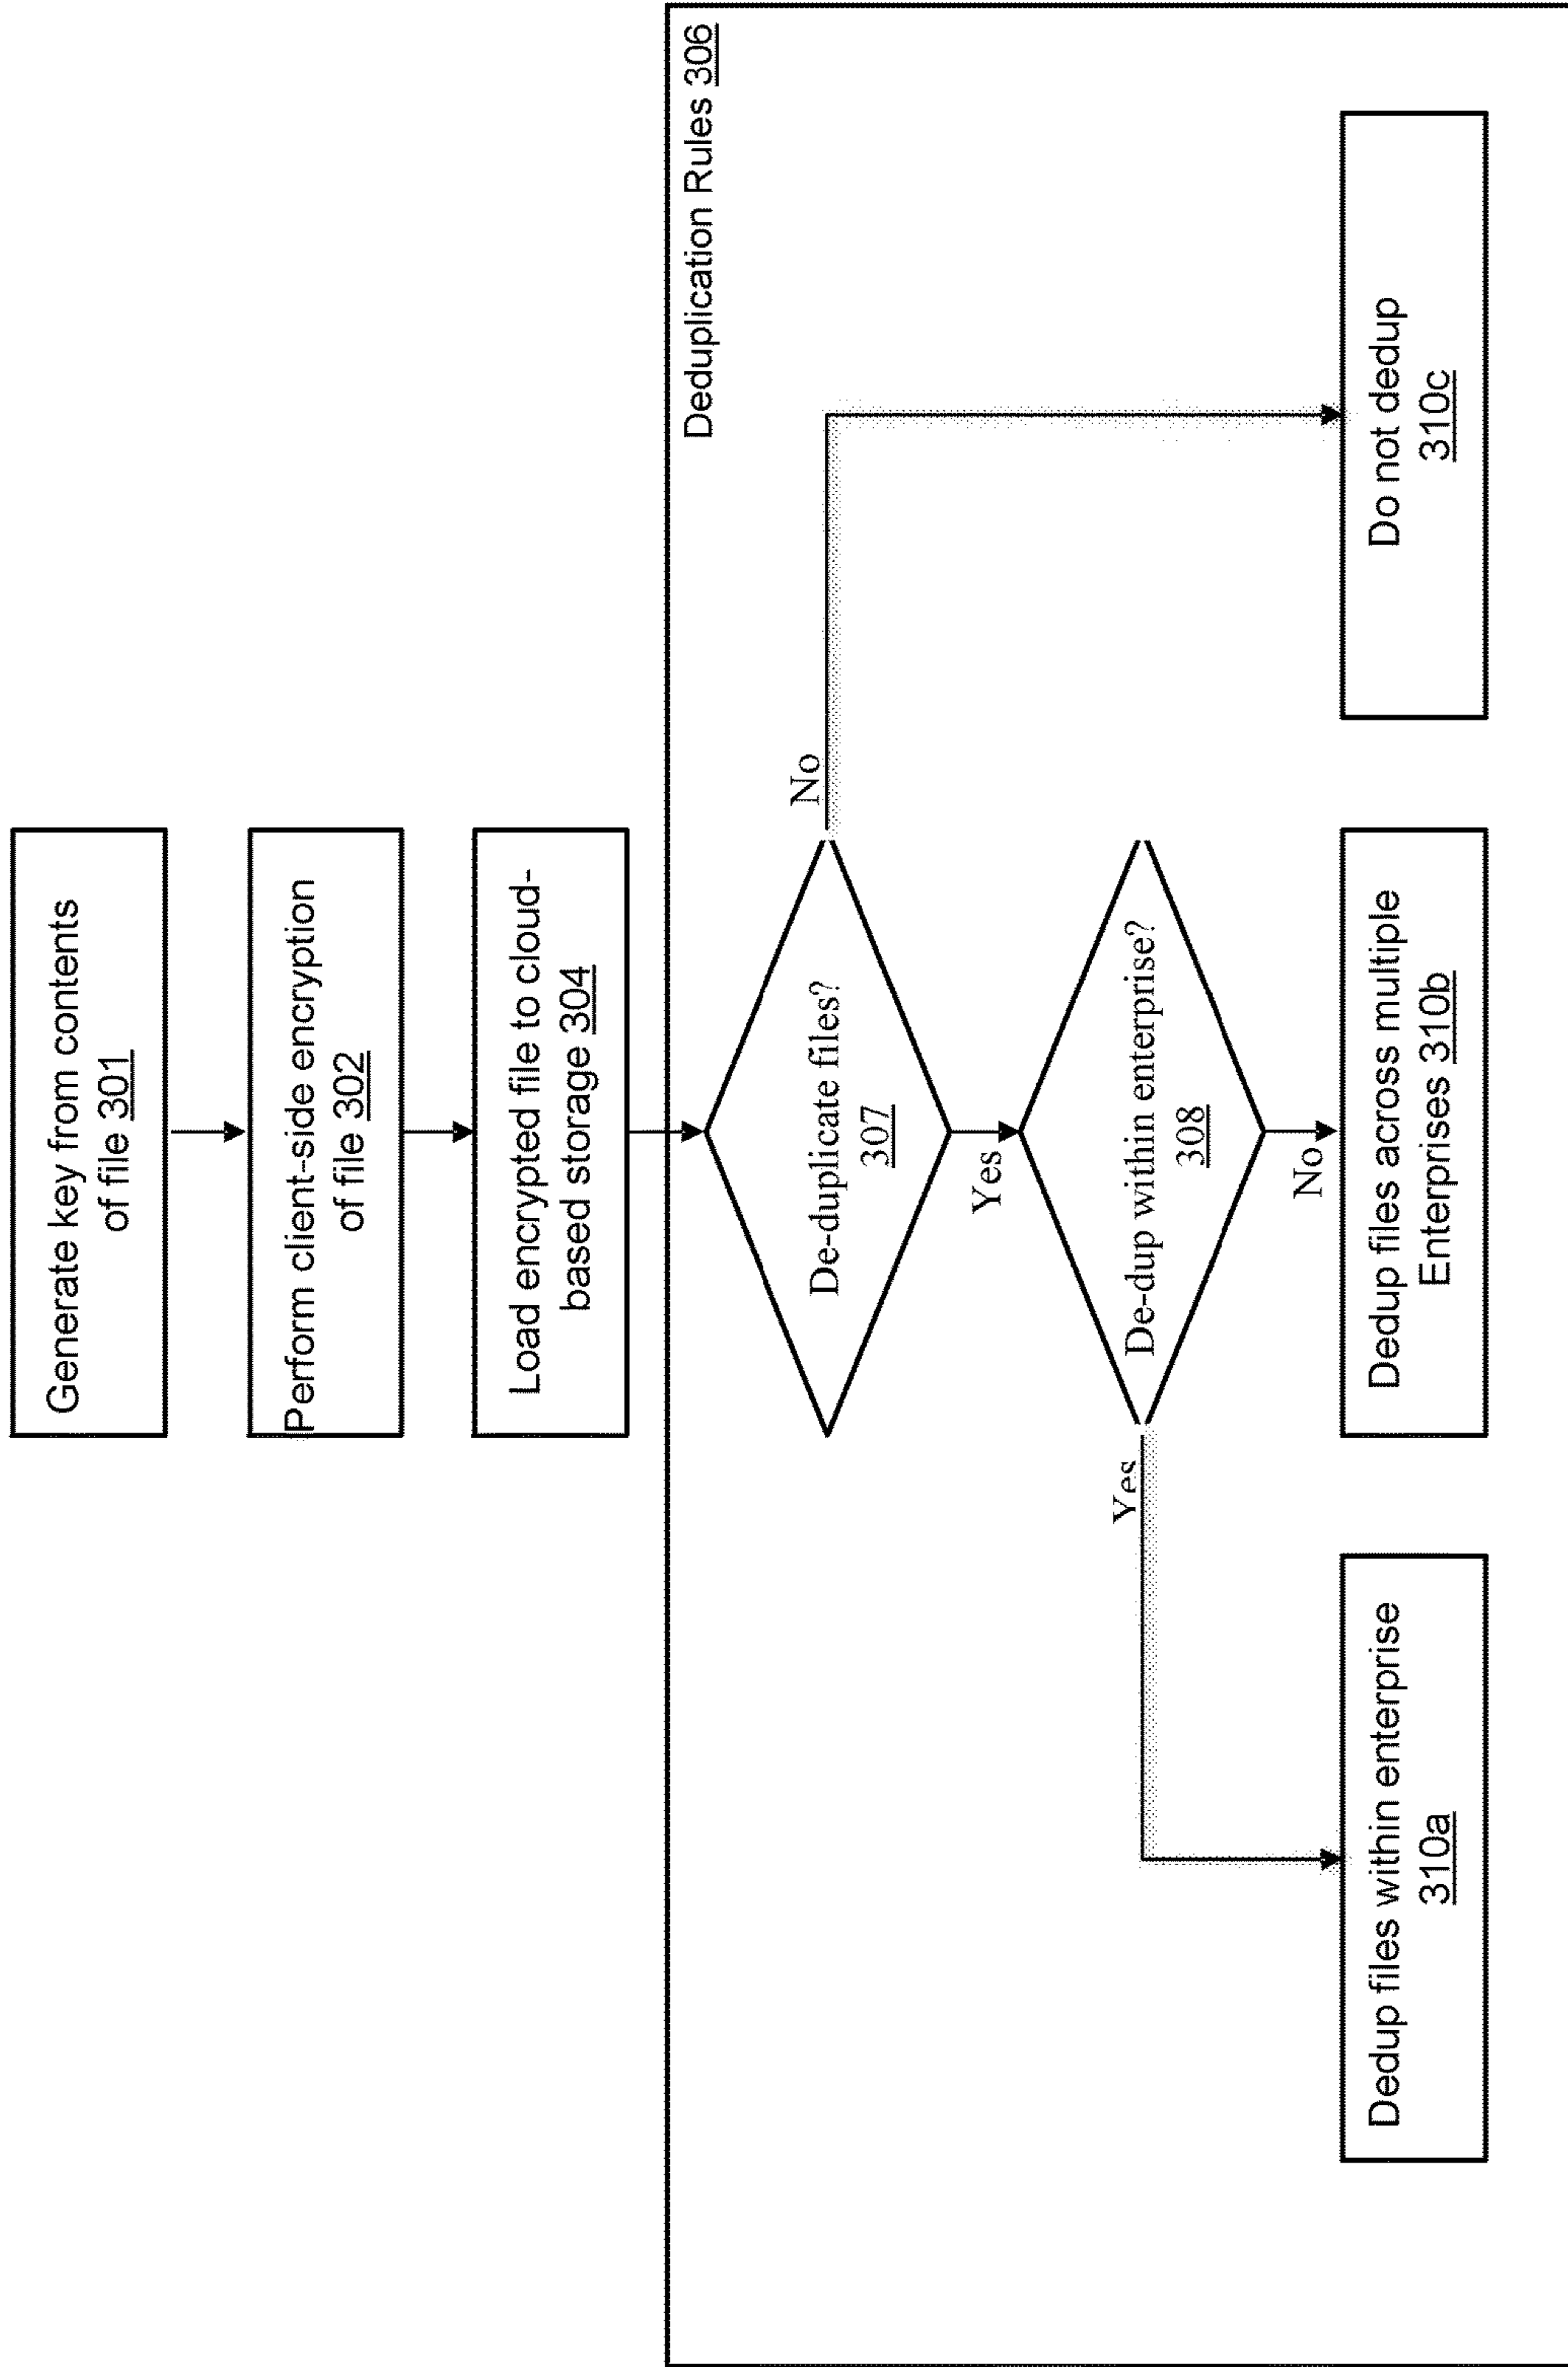 Generate key from contents
of file 301
Perform client-side encryption
of file 302
Load encrypted file to cloud-
based storage 304
Deduplication Rules 306
De-duplicate files?
307
No
Yes
De-dup within enterprise?
308
Yes
No
Dedup files within enterprise
310a
Dedup files across multiple
Enterprises 310b
Do not dedup
310c